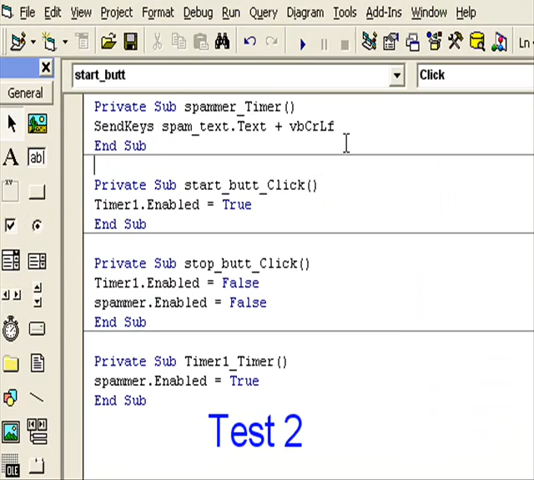 File Edit View Project Format Debug Run Query Diagram Tools Add-Ins Window Help
Ln
General
start_butt
Click
Private Sub spammer_Timer()
SendKeys spam_text.Text + vbCrLf
End Sub
Private Sub start_butt_Click()
Timer1.Enabled = True
End Sub
Private Sub stop_butt_Click()
Timer1.Enabled = False
spammer.Enabled = False
End Sub
Private Sub Timer1_Timer()
spammer.Enabled = True
End Sub
Test 2